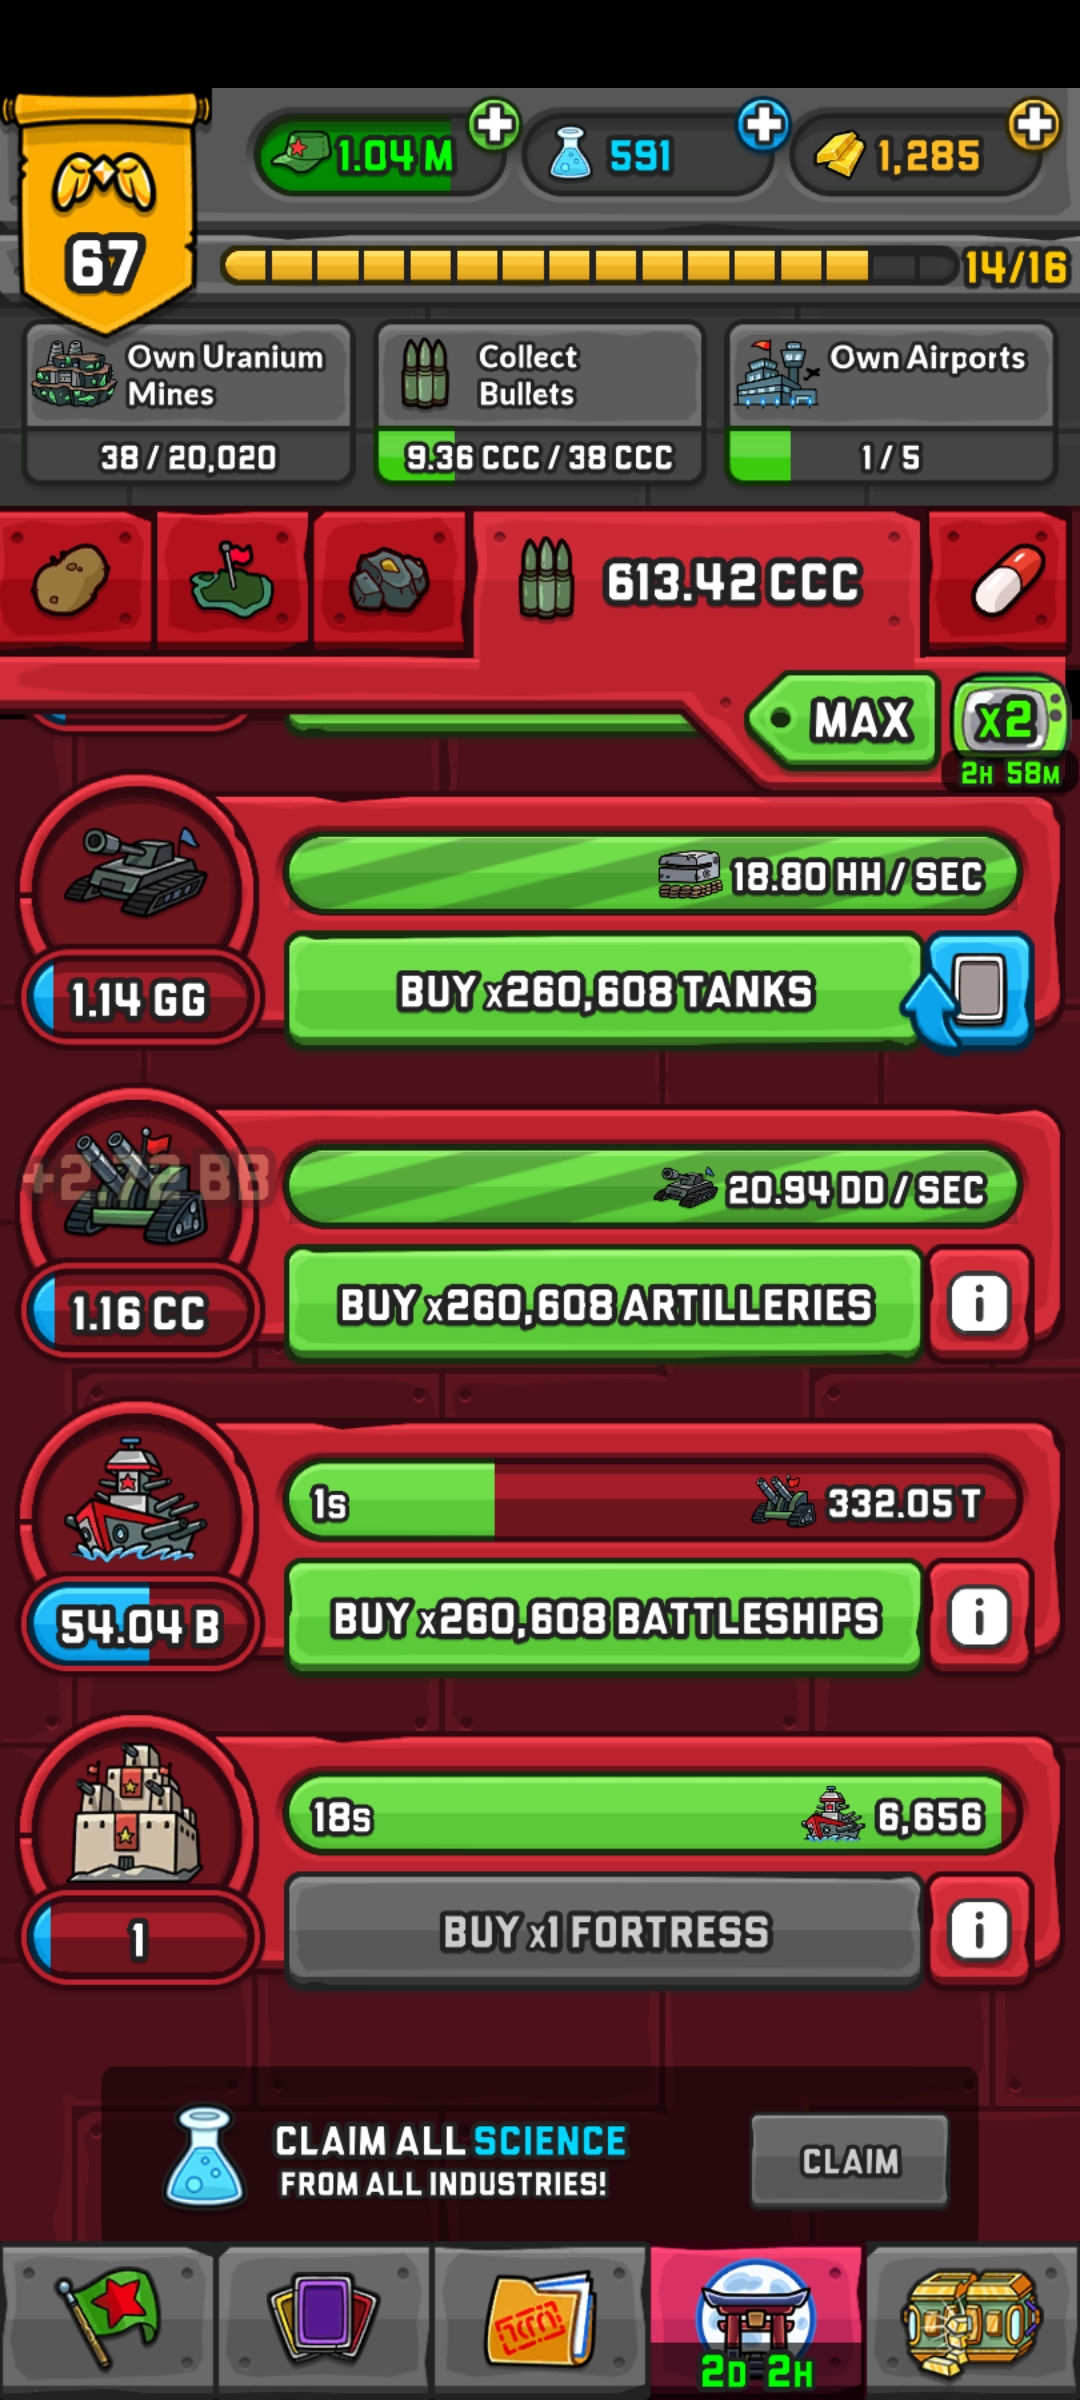 1.04 M
591
1,285
67
14/16
Own Uranium
Mines
38 / 20,020
Collect
Bullets
9.36 CCC / 38 CCC
Own Airports
1 / 5
613.42 CCC
MAX
x2
2H 58M
18.80 HH / SEC
1.14 GG
BUY x260,608 TANKS
+2.72 BB
20.94 DD / SEC
1.16 CC
BUY x260,608 ARTILLERIES
i
1s
332.05 T
54.04 B
BUY x260,608 BATTLESHIPS
i
18s
6,656
1
BUY x1 FORTRESS
i
CLAIM ALL SCIENCE
FROM ALL INDUSTRIES!
CLAIM
2D 2H